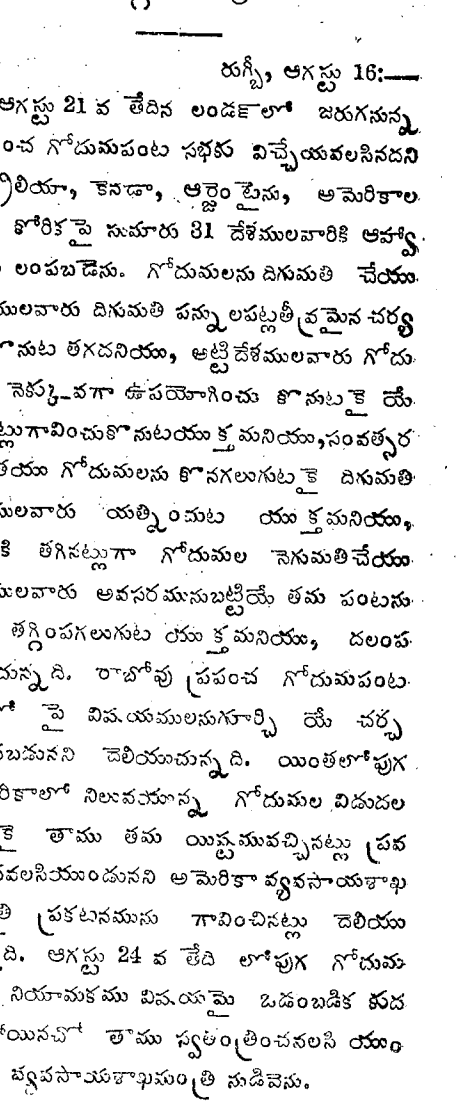 రుగ్బీ, ఆగస్టు 16:—
ఆగస్టు 21 వ తేదిన లండన్‌లో జరుగనున్న
ంచ గోదుమపంట సభకు విచ్చేయవలసినదని
లియా, కెనడా, ఆర్జెంటైను, అమెరికాల
కోరికపై సుమారు 31 దేశములవారికి ఆహ్వా
లంపబడెను. గోదుమలను దిగుమతి చేయు
ములవారు దిగుమతి పన్నులపట్ల తీవ్రమైన చర్య
నుట తగదనియు, అట్టి దేశములవారు గోదు
నెక్కువగా ఉపయోగించు కొనుటకై యే
ట్లుగావించుకొనుటయుక్తమనియు, సంవత్సర
తయు గోదుమలను కొనగలుగుటకై దిగుమతి
ములవారు యత్నించుట యుక్తమనియు,
కి తగినట్లుగా గోదుమల నెగుమతిచేయు
ములవారు అవసరమునుబట్టియే తమ పంటను
తగ్గింపగలుగుట యుక్తమనియు, దలంప
చున్నది. రాబోవు ప్రపంచ గోదుమపంట
పై విషయములనుగూర్చి యే చర్చ
బడునని దెలియుచున్నది. యింతలోపుగ
రికాలో నిలువయున్న గోదుమల విడుదల
కై తాము తమ యిష్టమువచ్చినట్లు ప్రవ
వలసియుండునని అమెరికా వ్యవసాయశాఖ
తి ప్రకటనమును గావించినట్లు దెలియు
ది. ఆగస్టు 24 వ తేది లోపుగ గోదుమ
నియామకము విషయమై ఒడంబడిక కుద
యినచో తాము స్వతంత్రించవలసి యుం
వ్యవసాయశాఖమంత్రి నుడివెను.